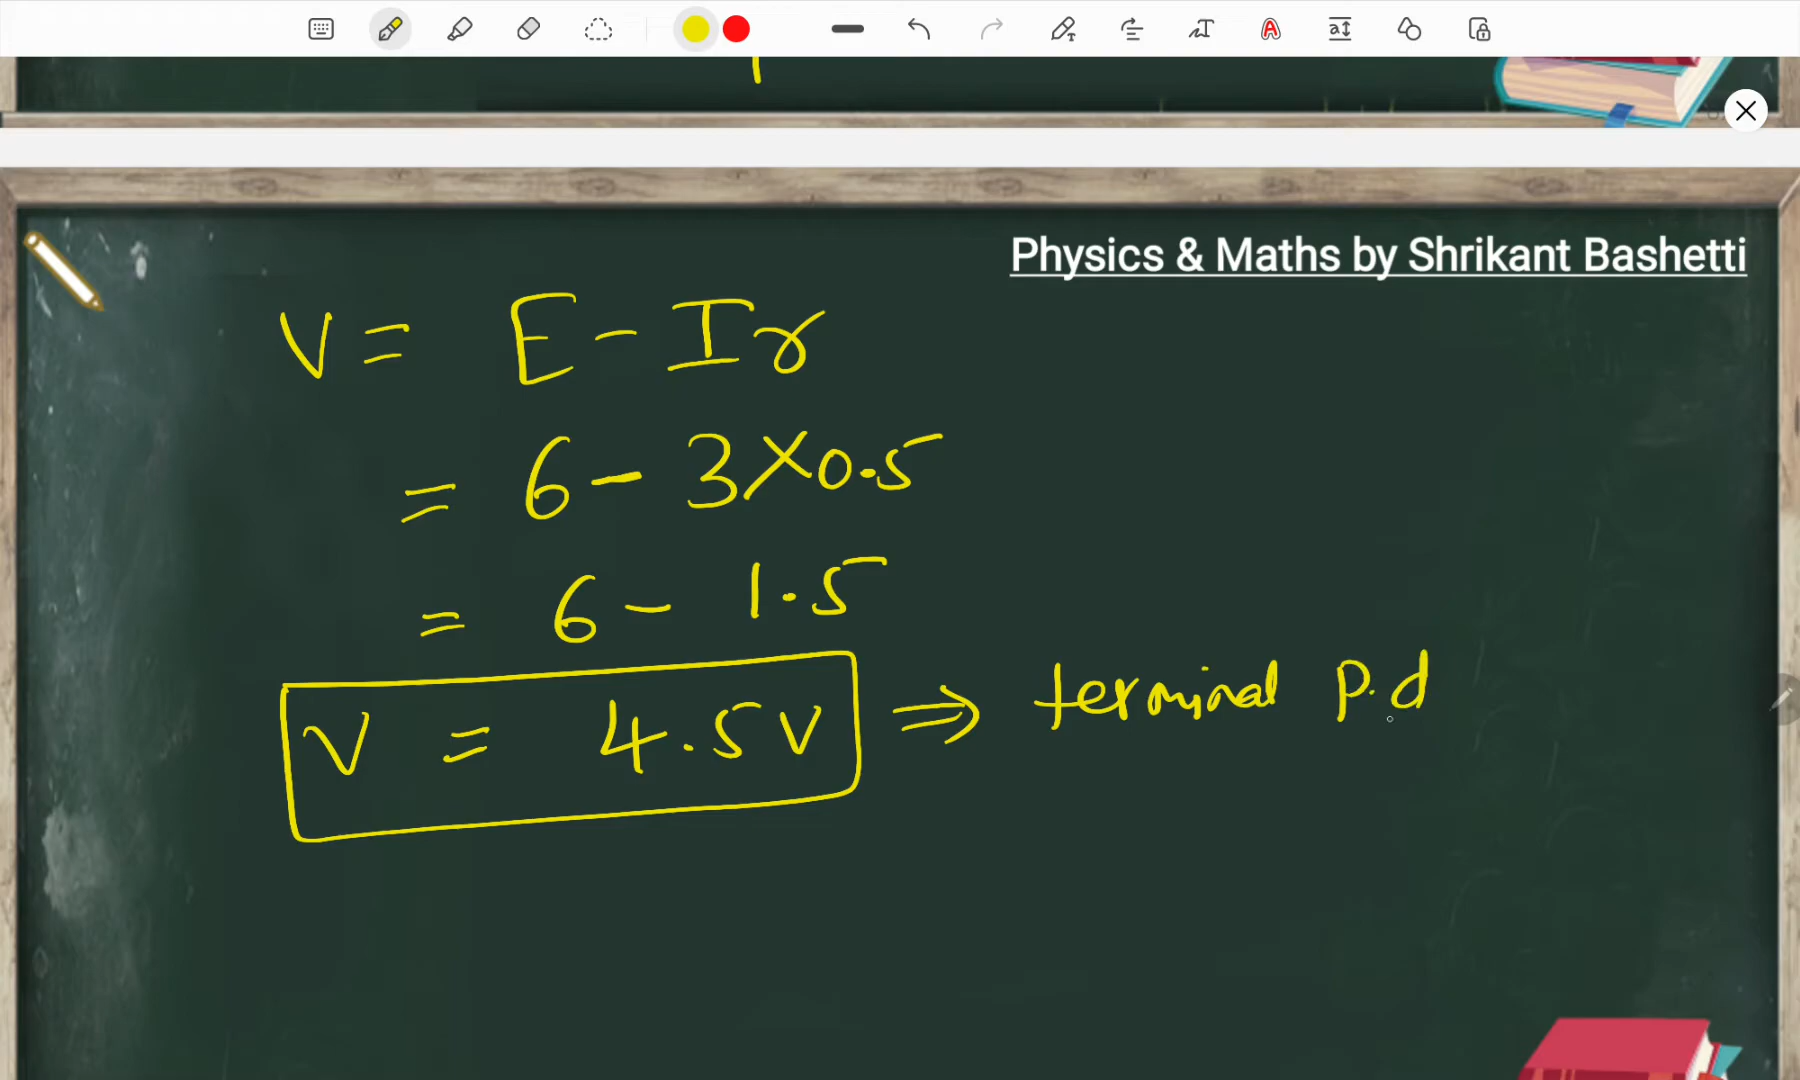 Physics & Maths by Shrikant Bashetti
V = E - Ir
= 6 - 3×0.5
= 6 - 1.5
V = 4.5V ⇒ terminal p.d